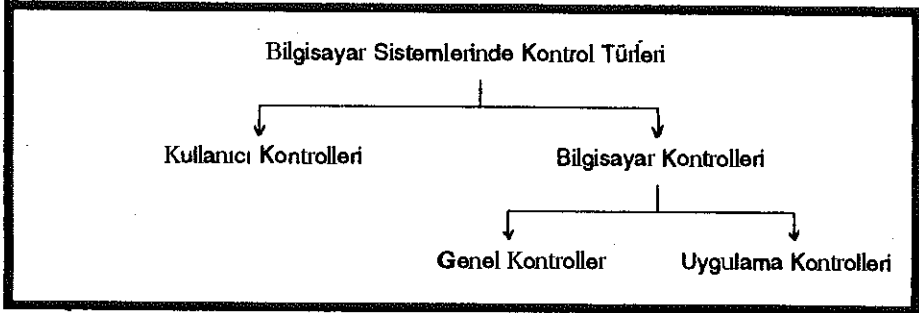 Bilgisayar Sistemlerinde Kontrol Türleri
Kullanıcı Kontrolleri
Bilgisayar Kontrolleri
Genel Kontroller
Uygulama Kontrolleri